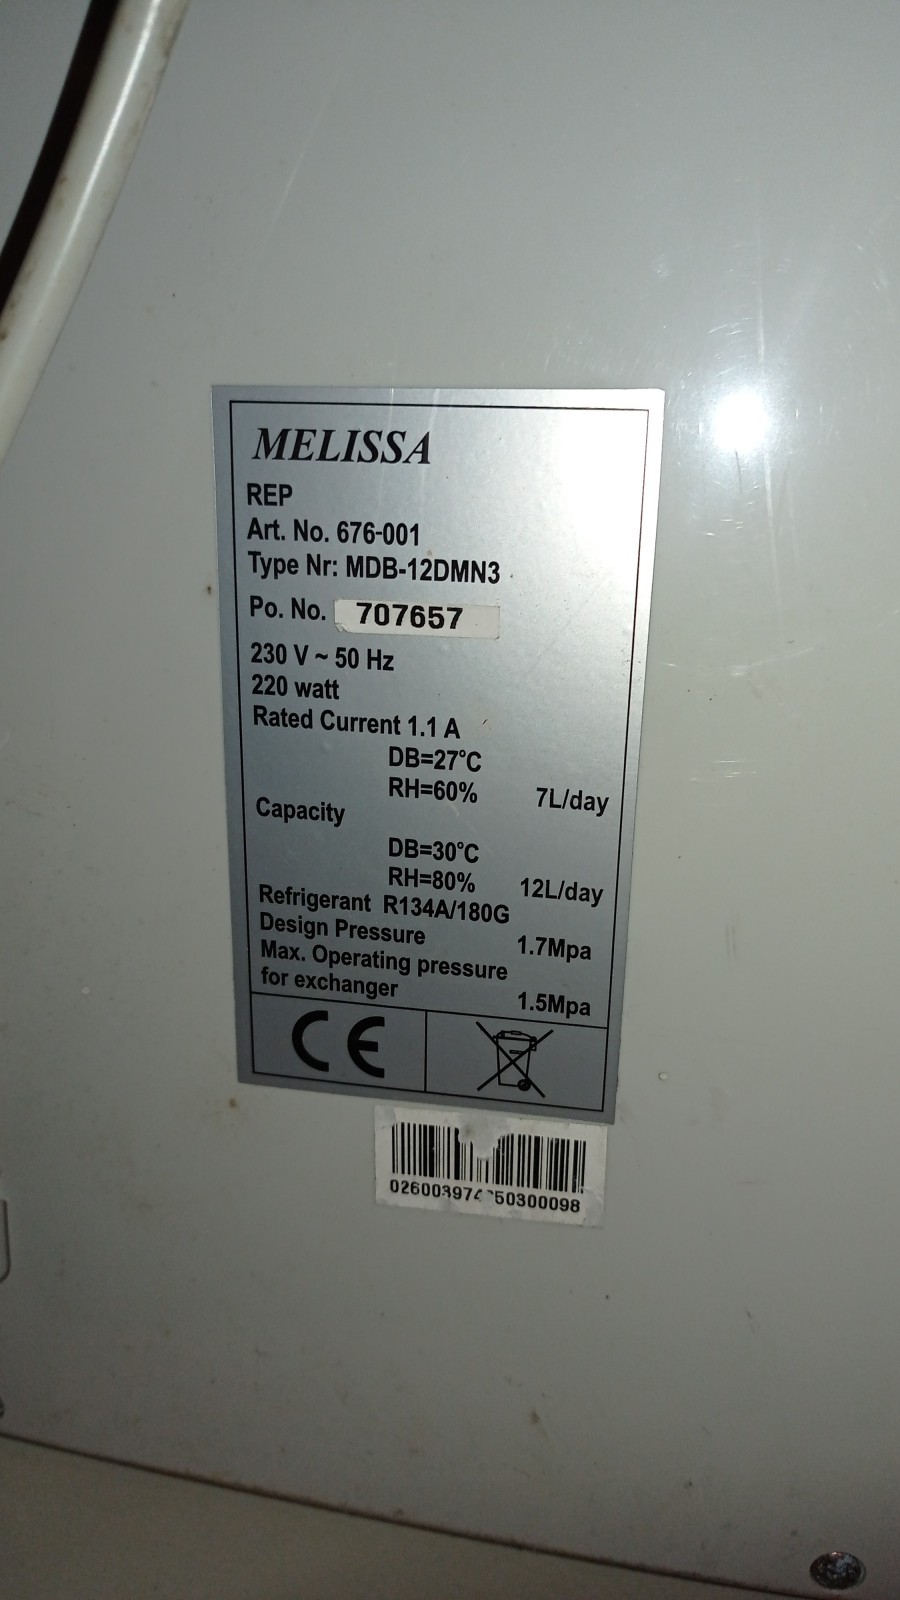 MELISSA
REP
Art. No. 676-001
Type Nr: MDB-12DMN3
Po. No. 707657
230 V ~ 50 Hz
220 watt
Rated Current 1.1 A
DB=27°C
RH=60% 7L/day
Capacity
DB=30°C
RH=80% 12L/day
Refrigerant R134A/180G
Design Pressure 1.7Mpa
Max. Operating pressure
for exchanger 1.5Mpa
CE